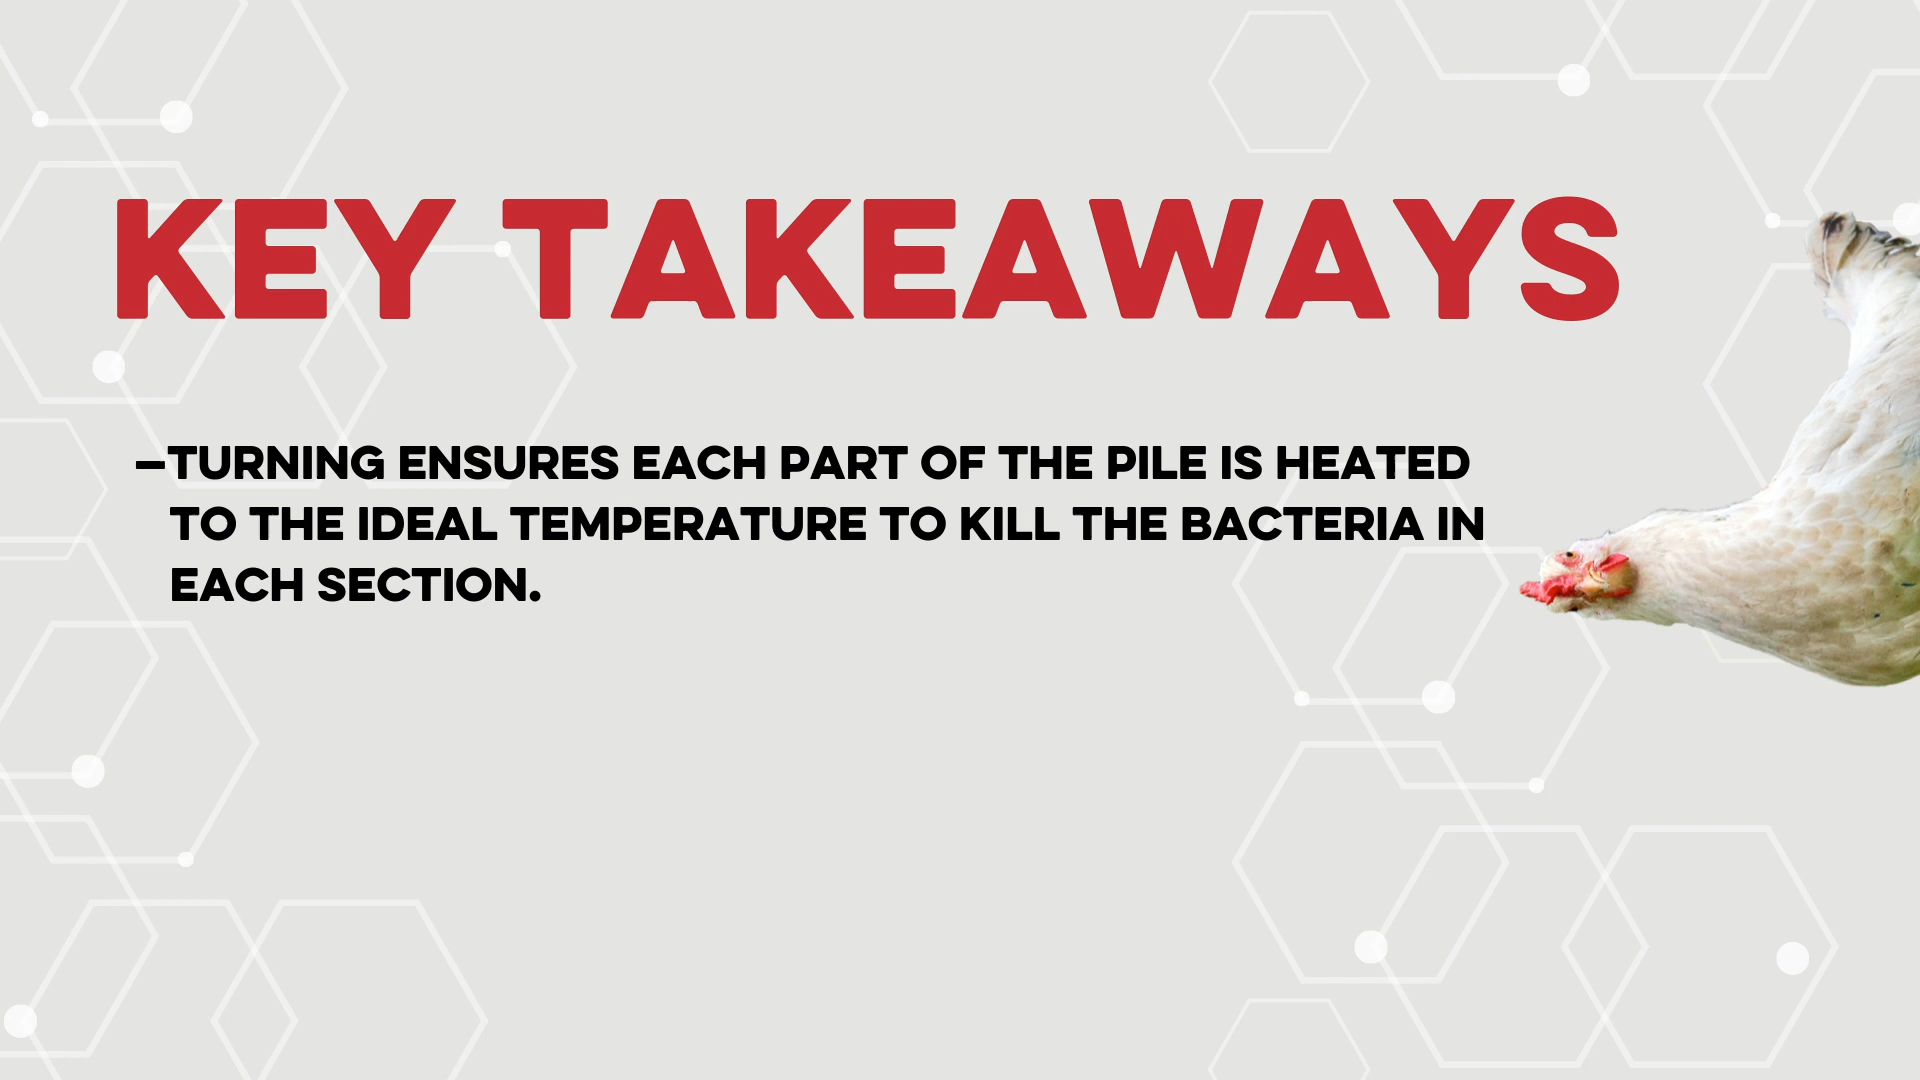 KEY TAKEAWAYS
–TURNING ENSURES EACH PART OF THE PILE IS HEATED
TO THE IDEAL TEMPERATURE TO KILL THE BACTERIA IN
EACH SECTION.